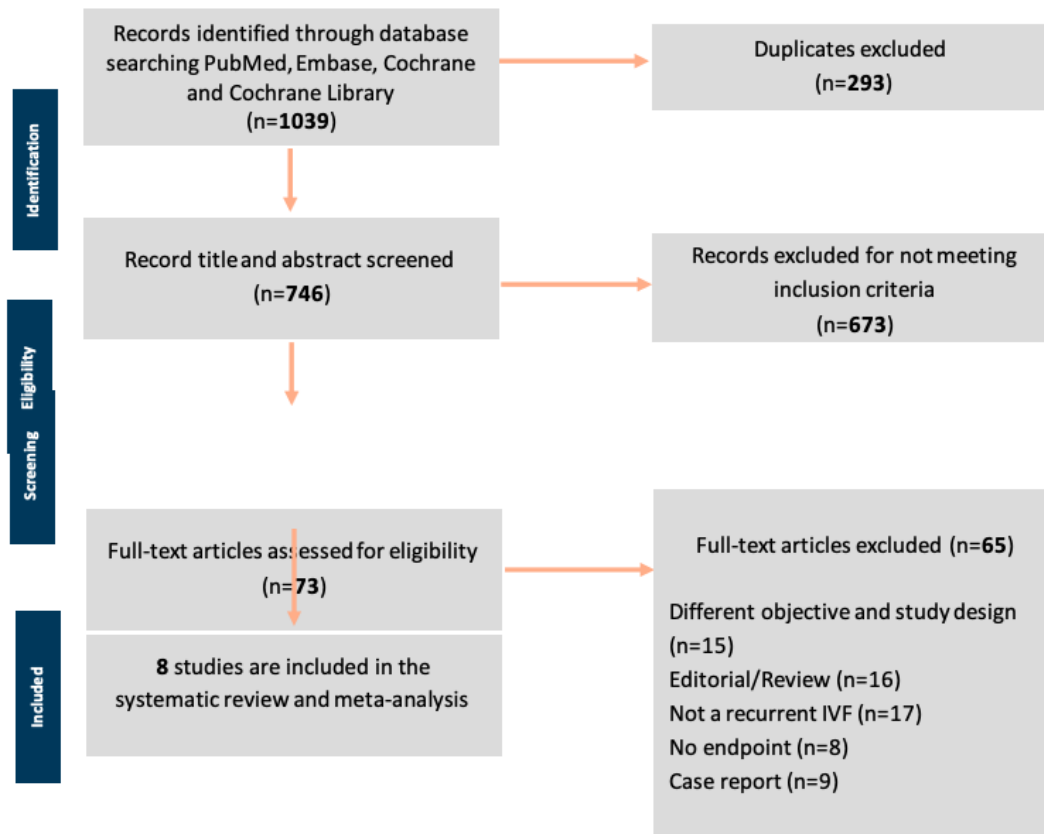 Records identified through database
searching PubMed, Embase, Cochrane
and Cochrane Library
(n=1039)
Duplicates excluded
(n=293)
Identification
Record title and abstract screened
(n=746)
Records excluded for not meeting
inclusion criteria
(n=673)
Eligibility
Screening
Full-text articles assessed for eligibility
(n=73)
Full-text articles excluded (n=65)
Different objective and study design
(n=15)
Editorial/Review (n=16)
Not a recurrent IVF (n=17)
No endpoint (n=8)
Case report (n=9)
Included
8 studies are included in the
systematic review and meta-analysis